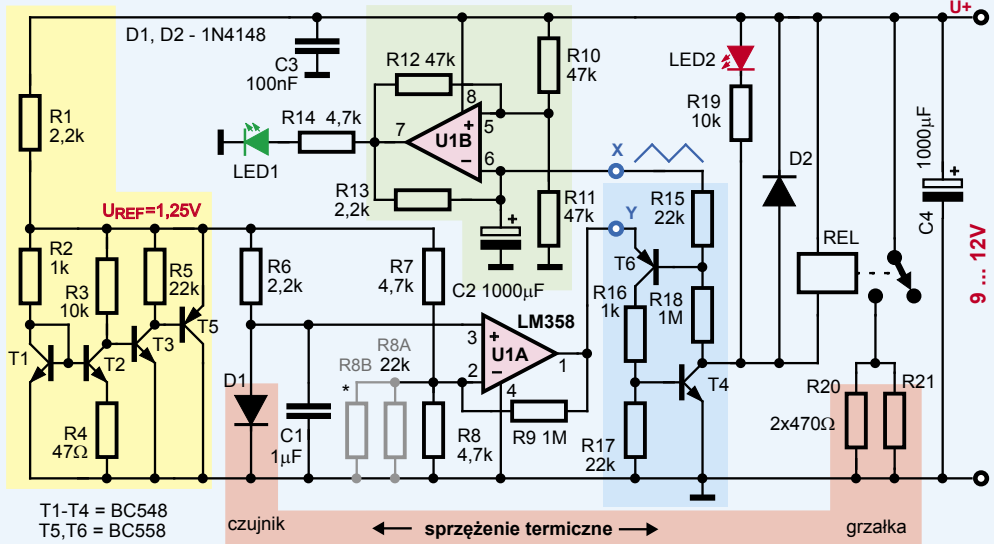 U+
D1, D2 - 1N4148
C3
100nF
R12 47k
R10
47k
LED2
R19
10k
1000µF
+
C4
R1
2,2k
R14 4,7k
LED1
8
+
5
7
U1B
6
−
X
D2
R13
2,2k
R11
47k
R15
22k
UREF=1,25V
Y
REL
9 ... 12V
R2
1k
R3
10k
R5
22k
R6
2,2k
R7
4,7k
+
C2 1000µF
T6
R16
1k
R18
1M
T5
T1
T2
T3
LM358
3
+
U1A
1
2
−
4
R8A
22k
R8B
*
D1
T4
R4
47Ω
C1
1µF
R8
4,7k
R9 1M
R17
22k
R20
R21
2x470Ω
T1-T4 = BC548
T5,T6 = BC558
czujnik
sprzężenie termiczne
grzałka